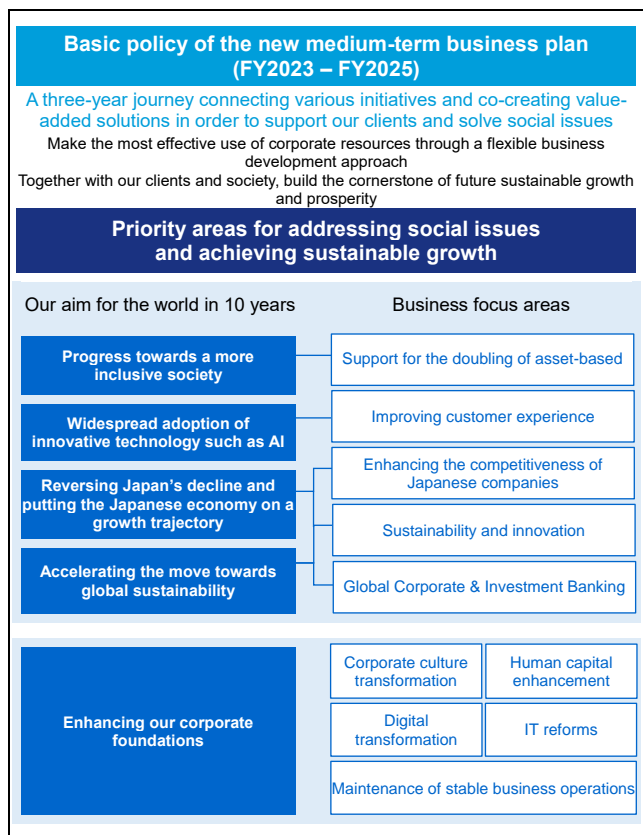 Basic policy of the new medium-term business plan
(FY2023 – FY2025)
A three-year journey connecting various initiatives and co-creating value-
added solutions in order to support our clients and solve social issues
Make the most effective use of corporate resources through a flexible business
development approach
Together with our clients and society, build the cornerstone of future sustainable growth
and prosperity
Priority areas for addressing social issues
and achieving sustainable growth
Our aim for the world in 10 years
Business focus areas
Progress towards a more
inclusive society
Support for the doubling of asset-based
Widespread adoption of
innovative technology such as AI
Improving customer experience
Reversing Japan's decline and
putting the Japanese economy on a
growth trajectory
Enhancing the competitiveness of
Japanese companies
Sustainability and innovation
Accelerating the move towards
global sustainability
Global Corporate & Investment Banking
Enhancing our corporate
foundations
Corporate culture
transformation
Human capital
enhancement
Digital
transformation
IT reforms
Maintenance of stable business operations